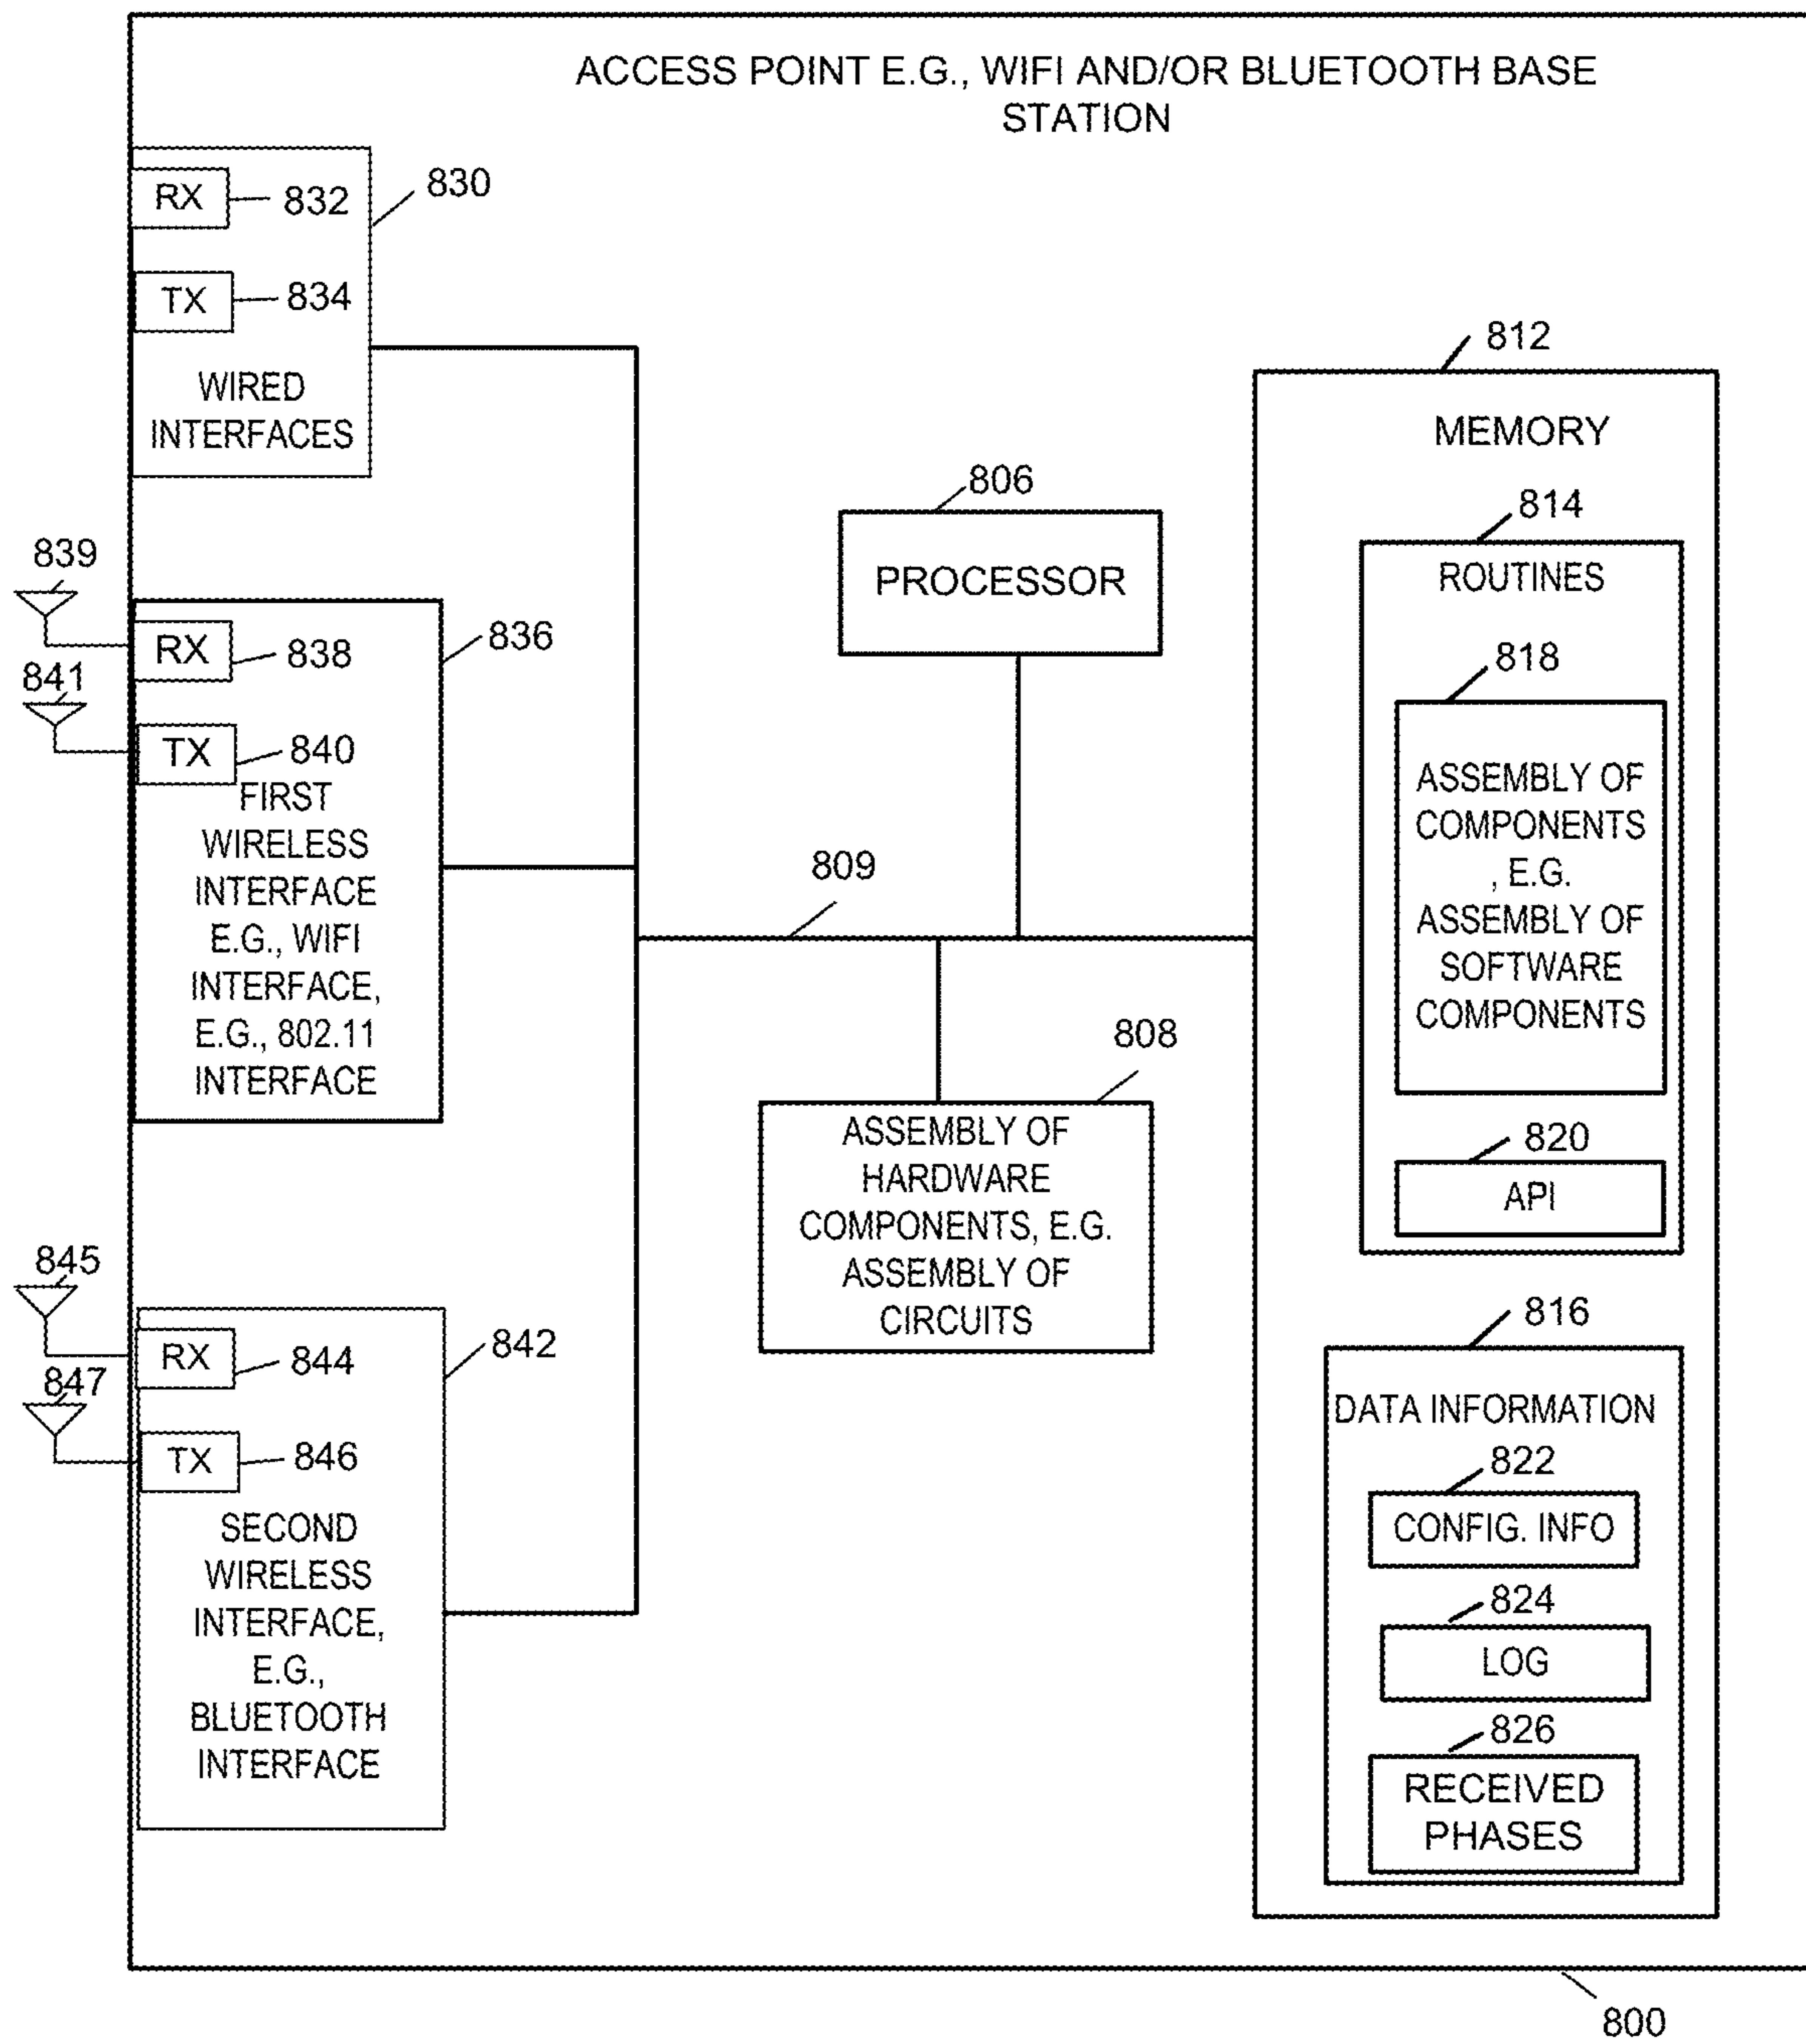 ACCESS POINT E.G., WIFI AND/OR BLUETOOTH BASE
STATION
RX
832
830
TX
834
WIRED
INTERFACES
839
RX
838
836
841
TX
840
FIRST
WIRELESS
INTERFACE
E.G., WIFI
INTERFACE,
E.G., 802.11
INTERFACE
845
RX
844
842
847
TX
846
SECOND
WIRELESS
INTERFACE,
E.G.,
BLUETOOTH
INTERFACE
806
PROCESSOR
809
808
ASSEMBLY OF
HARDWARE
COMPONENTS, E.G.
ASSEMBLY OF
CIRCUITS
812
MEMORY
814
ROUTINES
818
ASSEMBLY OF
COMPONENTS
, E.G.
ASSEMBLY OF
SOFTWARE
COMPONENTS
820
API
816
DATA INFORMATION
822
CONFIG. INFO
824
LOG
826
RECEIVED
PHASES
800